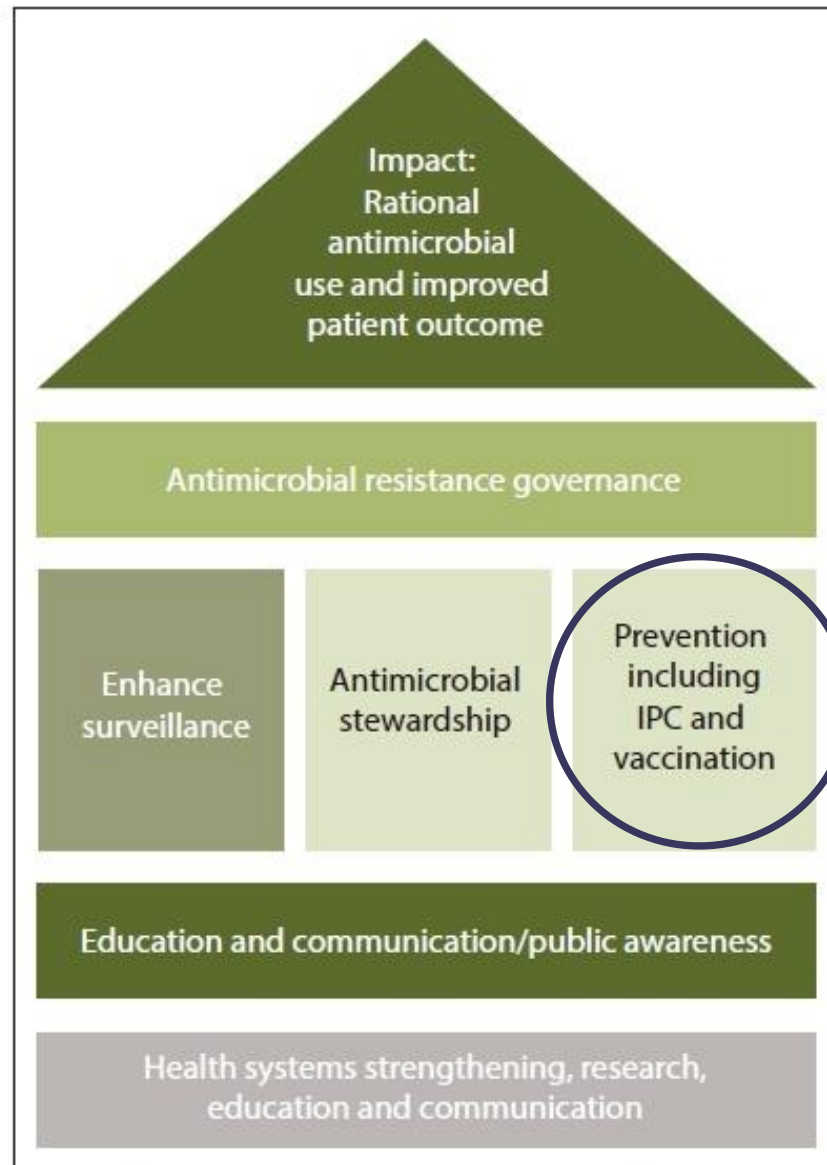 Impact:
Rational
antimicrobial
use and improved
patient outcome
Antimicrobial resistance governance
Enhance
surveillance
Antimicrobial
stewardship
Prevention
including
IPC and
vaccination
Education and communication/public awareness
Health systems strengthening, research,
education and communication